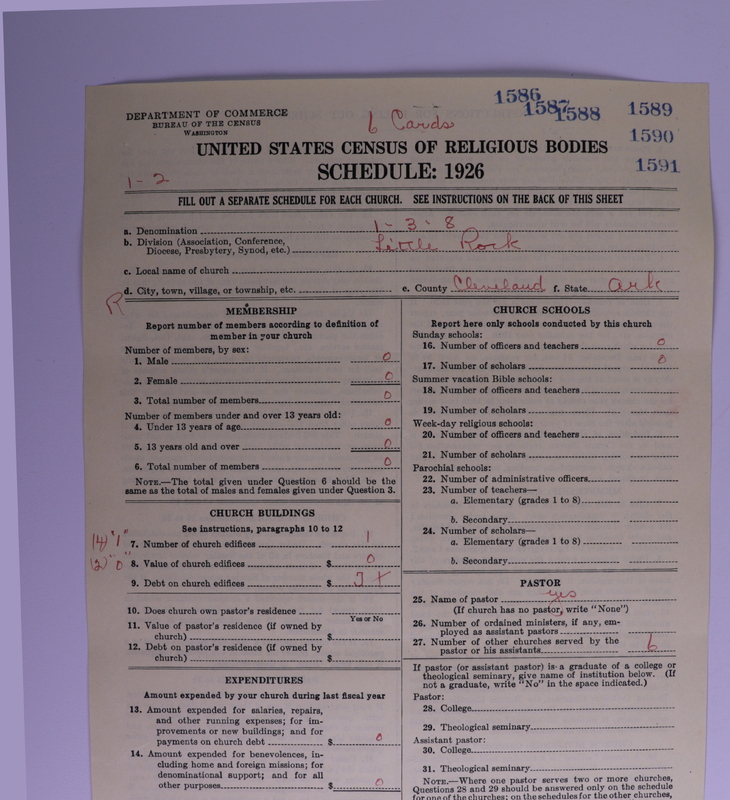 1586
1587
1588
1589
1590
1591
DEPARTMENT OF COMMERCE
BUREAU OF THE CENSUS
WASHINGTON
6 Cards
UNITED STATES CENSUS OF RELIGIOUS BODIES
SCHEDULE: 1926
1-2
FILL OUT A SEPARATE SCHEDULE FOR EACH CHURCH. SEE INSTRUCTIONS ON THE BACK OF THIS SHEET
a. Denomination 1-3-8
b. Division (Association, Conference,
Diocese, Presbytery, Synod, etc.) Little Rock
c. Local name of church
d. City, town, village, or township, etc. e. County Cleveland f. State Ark
R
MEMBERSHIP
Report number of members according to definition of
member in your church
Number of members, by sex:
1. Male 0
2. Female 0
3. Total number of members 0
Number of members under and over 13 years old:
4. Under 13 years of age 0
5. 13 years old and over 0
6. Total number of members 0
NOTE.—The total given under Question 6 should be the
same as the total of males and females given under Question 3.
CHURCH BUILDINGS
See instructions, paragraphs 10 to 12
(4) "1"
7. Number of church edifices 1
(2) "0"
8. Value of church edifices $ 0
9. Debt on church edifices $
10. Does church own pastor's residence
Yes or No
11. Value of pastor's residence (if owned by
church) $
12. Debt on pastor's residence (if owned by
church) $
EXPENDITURES
Amount expended by your church during last fiscal year
13. Amount expended for salaries, repairs,
and other running expenses; for im-
provements or new buildings; and for
payments on church debt $ 0
14. Amount expended for benevolences, in-
cluding home and foreign missions; for
denominational support; and for all
other purposes $ 0
CHURCH SCHOOLS
Report here only schools conducted by this church
Sunday schools:
16. Number of officers and teachers 0
17. Number of scholars 0
Summer vacation Bible schools:
18. Number of officers and teachers
19. Number of scholars
Week-day religious schools:
20. Number of officers and teachers
21. Number of scholars
Parochial schools:
22. Number of administrative officers
23. Number of teachers—
a. Elementary (grades 1 to 8)
b. Secondary
24. Number of scholars—
a. Elementary (grades 1 to 8)
b. Secondary
PASTOR
25. Name of pastor yes
(If church has no pastor, write "None")
26. Number of ordained ministers, if any, em-
ployed as assistant pastors
27. Number of other churches served by the
pastor or his assistants 6
If pastor (or assistant pastor) is a graduate of a college or
theological seminary, give name of institution below. (If
not a graduate, write "No" in the space indicated.)
Pastor:
28. College
29. Theological seminary
Assistant pastor:
30. College
31. Theological seminary
NOTE.—Where one pastor serves two or more churches,
Questions 28 and 29 should be answered only on the schedule
for one of the churches; on the schedules for the other churches,